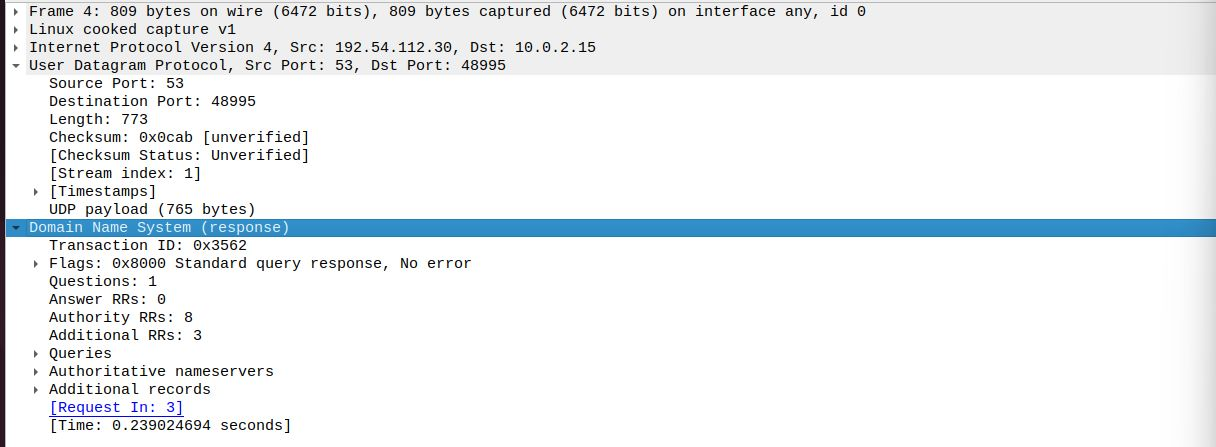 Frame 4: 809 bytes on wire (6472 bits), 809 bytes captured (6472 bits) on interface any, id 0
Linux cooked capture v1
Internet Protocol Version 4, Src: 192.54.112.30, Dst: 10.0.2.15
User Datagram Protocol, Src Port: 53, Dst Port: 48995
Source Port: 53
Destination Port: 48995
Length: 773
Checksum: 0x0cab [unverified]
[Checksum Status: Unverified]
[Stream index: 1]
[Timestamps]
UDP payload (765 bytes)
Domain Name System (response)
Transaction ID: 0x3562
Flags: 0x8000 Standard query response, No error
Questions: 1
Answer RRs: 0
Authority RRs: 8
Additional RRs: 3
Queries
Authoritative nameservers
Additional records
[Request In: 3]
[Time: 0.239024694 seconds]